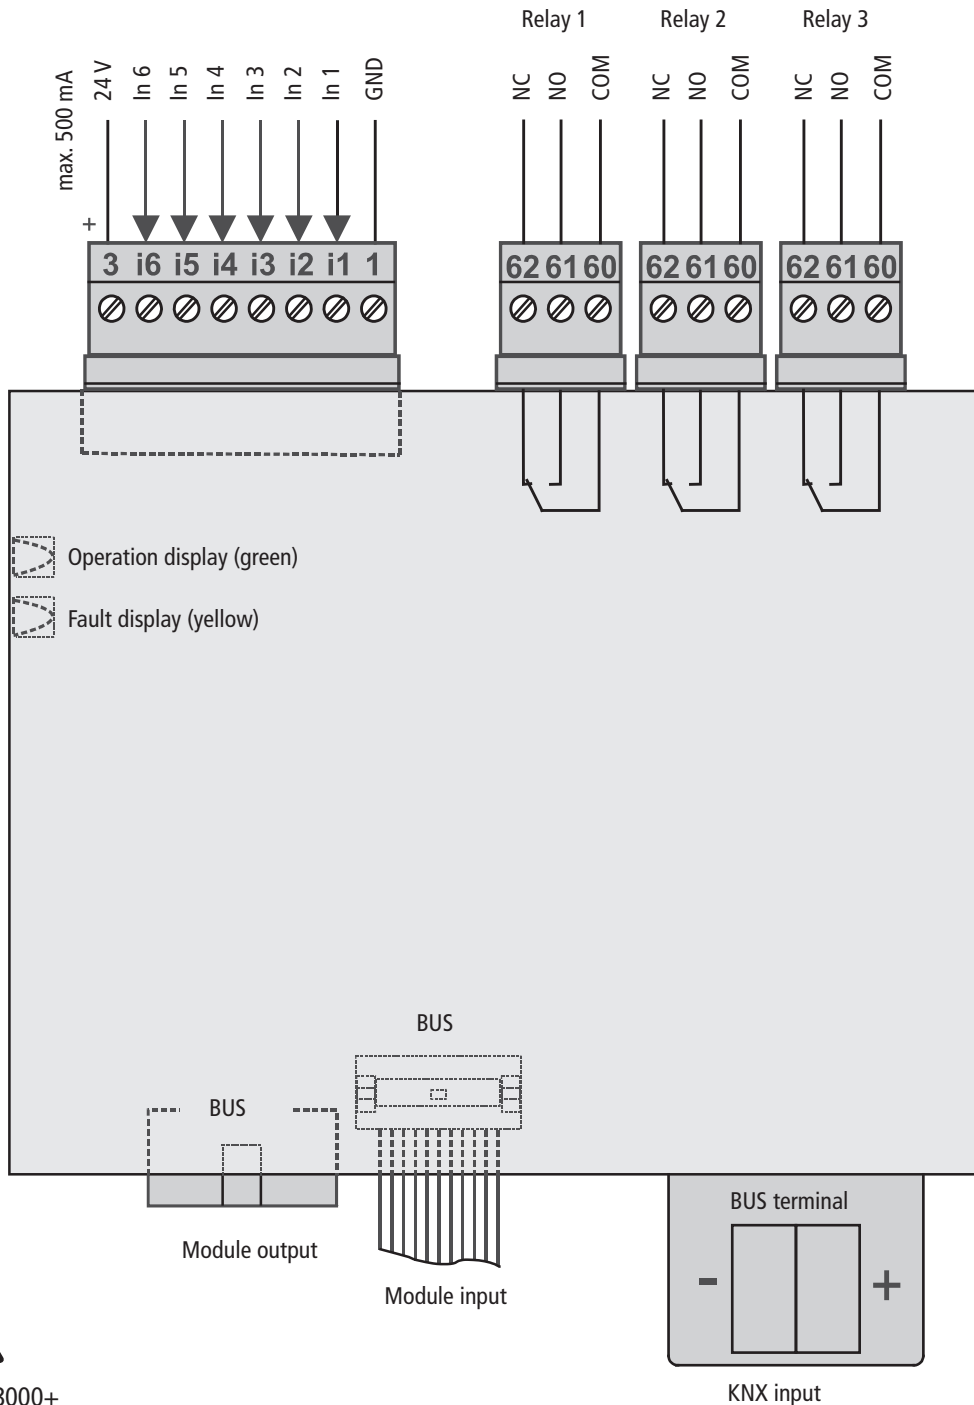 Relay 1 Relay 2 Relay 3
max. 500 mA
24 V In 6 In 5 In 4 In 3 In 2 In 1 GND
NC NO COM NC NO COM NC NO COM
+
3 i6 i5 i4 i3 i2 i1 1
62 61 60 62 61 60 62 61 60
Operation display (green)
Fault display (yellow)
BUS
BUS
BUS terminal
Module output
- +
Module input
KNX input
3000+